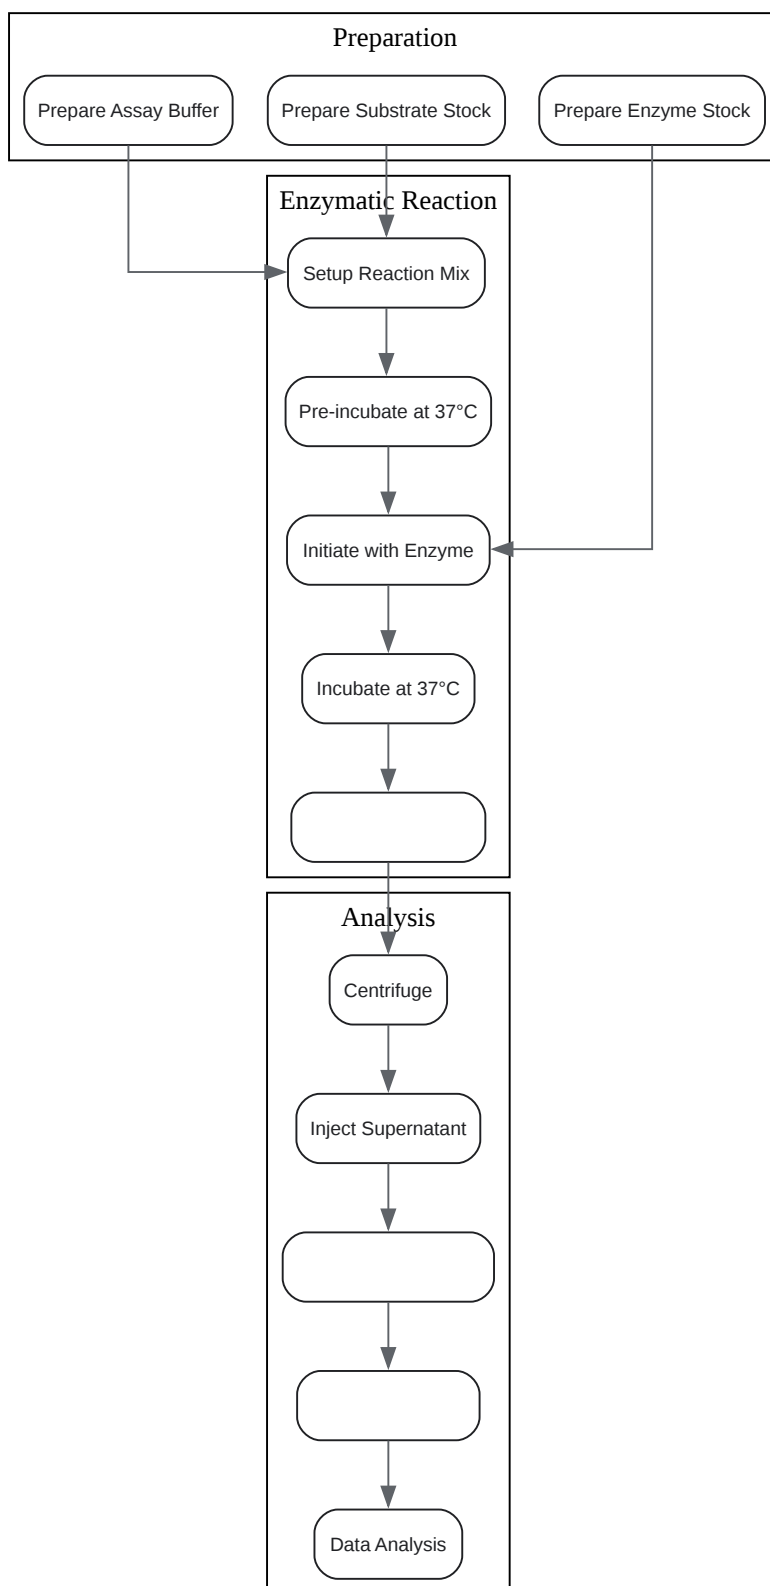 Preparation
Prepare Assay Buffer
Prepare Substrate Stock
Prepare Enzyme Stock
Enzymatic Reaction
Setup Reaction Mix
Pre-incubate at 37°C
Initiate with Enzyme
Incubate at 37°C
Analysis
Centrifuge
Inject Supernatant
Data Analysis